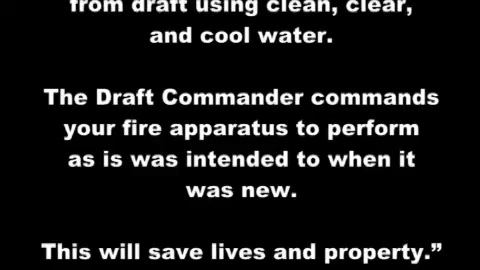 from draft using clean, clear,
and cool water.
The Draft Commander commands
your fire apparatus to perform
as is was intended to when it
was new.
This will save lives and property.”